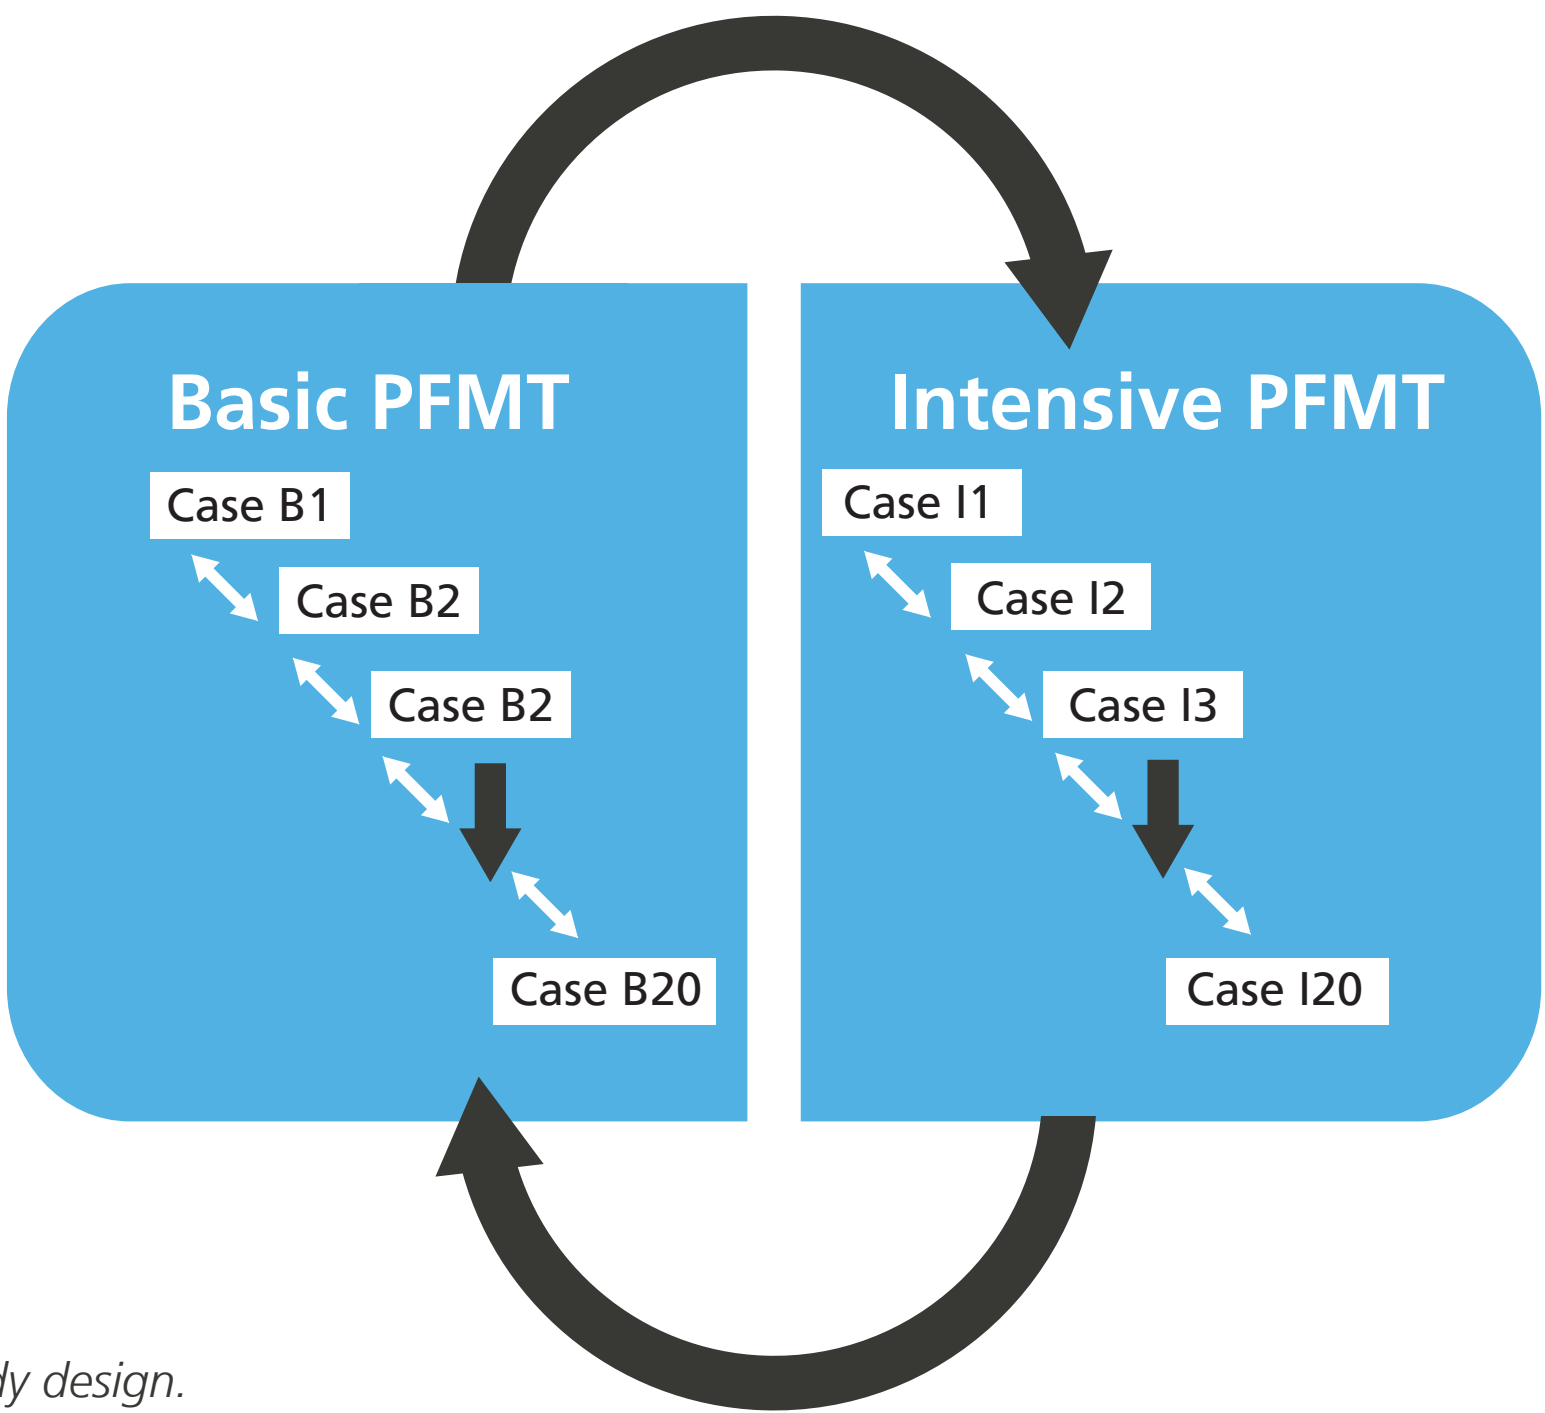 Basic PFMT
Case B1
Case B2
Case B2
Case B20
Intensive PFMT
Case I1
Case I2
Case I3
Case I20
design.